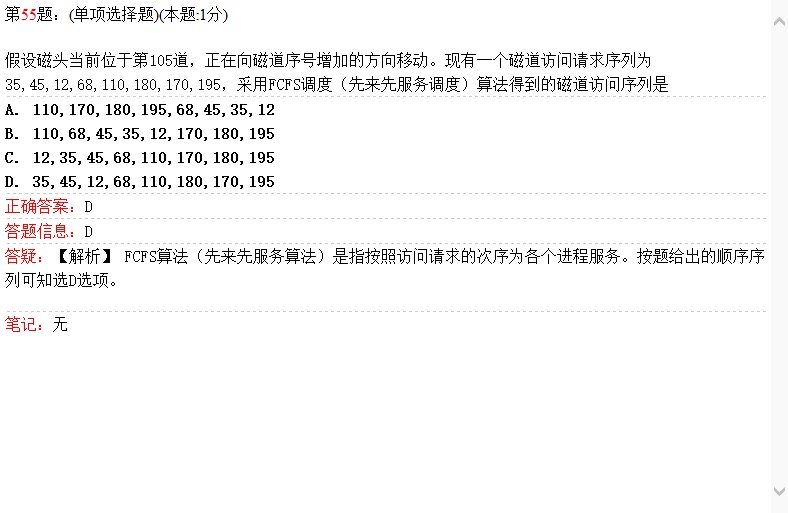 第55题：(单项选择题)(本题:1分)
假设磁头当前位于第105道，正在向磁道序号增加的方向移动。现有一个磁道访问请求序列为
35,45,12,68,110,180,170,195，采用FCFS调度（先来先服务调度）算法得到的磁道访问序列是
A. 110,170,180,195,68,45,35,12
B. 110,68,45,35,12,170,180,195
C. 12,35,45,68,110,170,180,195
D. 35,45,12,68,110,180,170,195
正确答案：D
答题信息：D
答疑：【解析】 FCFS算法（先来先服务算法）是指按照访问请求的次序为各个进程服务。按题给出的顺序序
列可知选D选项。
笔记：无